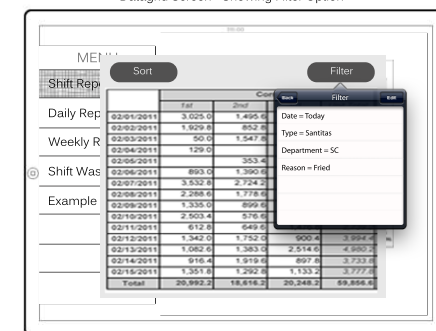 Datagrid Screen - Showing Filter Option
MENU
Shift Rep
Daily Rep
Weekly R
Shift Was
Example
Sort
Filter
Con
1st 2nd
02/01/2011 3,025.0 1,495.6
02/02/2011 1,929.8 852.8
02/03/2011 50.0 1,547.8
02/04/2011 129.0
02/05/2011 353.4
02/06/2011 893.0 1,390.6
02/07/2011 3,532.8 2,724.2
02/08/2011 2,288.6 1,778.6
02/09/2011 1,335.0 899.6
02/10/2011 2,503.4 576.6
02/11/2011 612.8 649.6
02/12/2011 1,342.0 1,752.0 900.4 3,994.4
02/13/2011 1,082.6 1,383.0 2,514.6 4,980.2
02/14/2011 916.4 1,919.6 897.8 3,733.8
02/15/2011 1,351.8 1,292.8 1,133.2 3,777.8
Total 20,992.2 18,616.2 20,248.2 59,856.6
Back Filter Edit
Date = Today
Type = Santitas
Department = SC
Reason = Fried